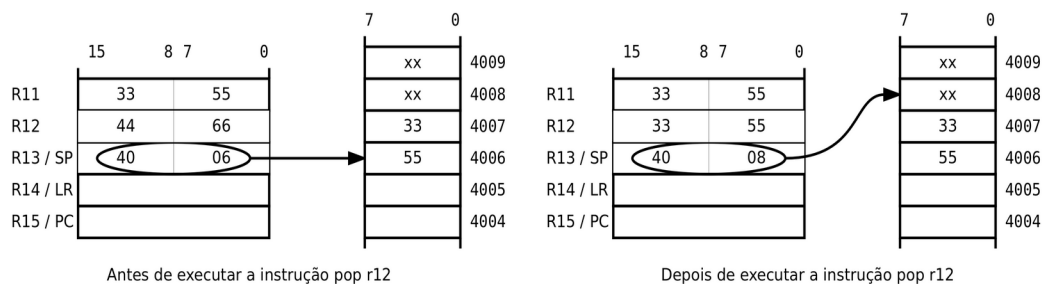 7 0
15 8 7 0
xx 4009
R11 33 55
xx 4008
R12 44 66
33 4007
R13 / SP 40 06
55 4006
R14 / LR
4005
R15 / PC
4004
Antes de executar a instrução pop r12
7 0
15 8 7 0
xx 4009
R11 33 55
xx 4008
R12 33 55
33 4007
R13 / SP 40 08
55 4006
R14 / LR
4005
R15 / PC
4004
Depois de executar a instrução pop r12